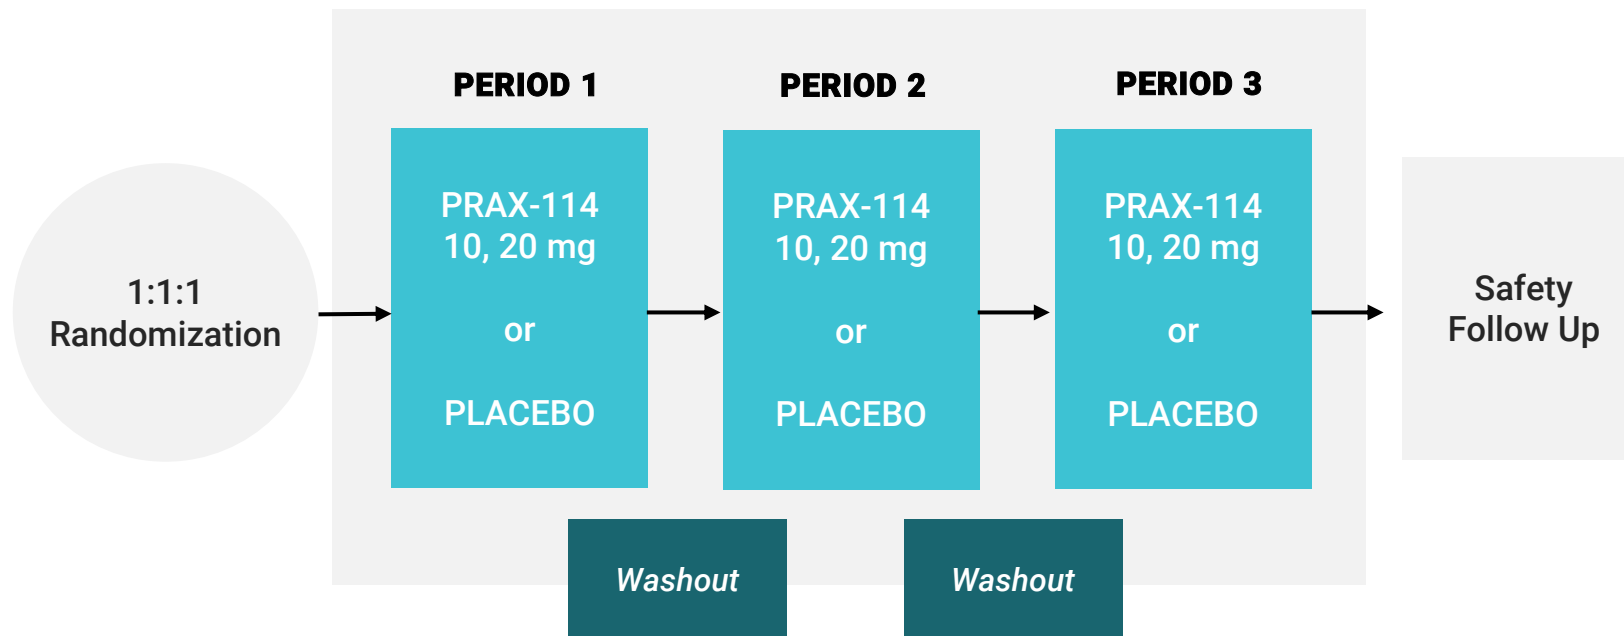 1:1:1
Randomization
PERIOD 1
PRAX-114
10, 20 mg
or
PLACEBO
PERIOD 2
PRAX-114
10, 20 mg
or
PLACEBO
PERIOD 3
PRAX-114
10, 20 mg
or
PLACEBO
Washout
Washout
Safety
Follow Up